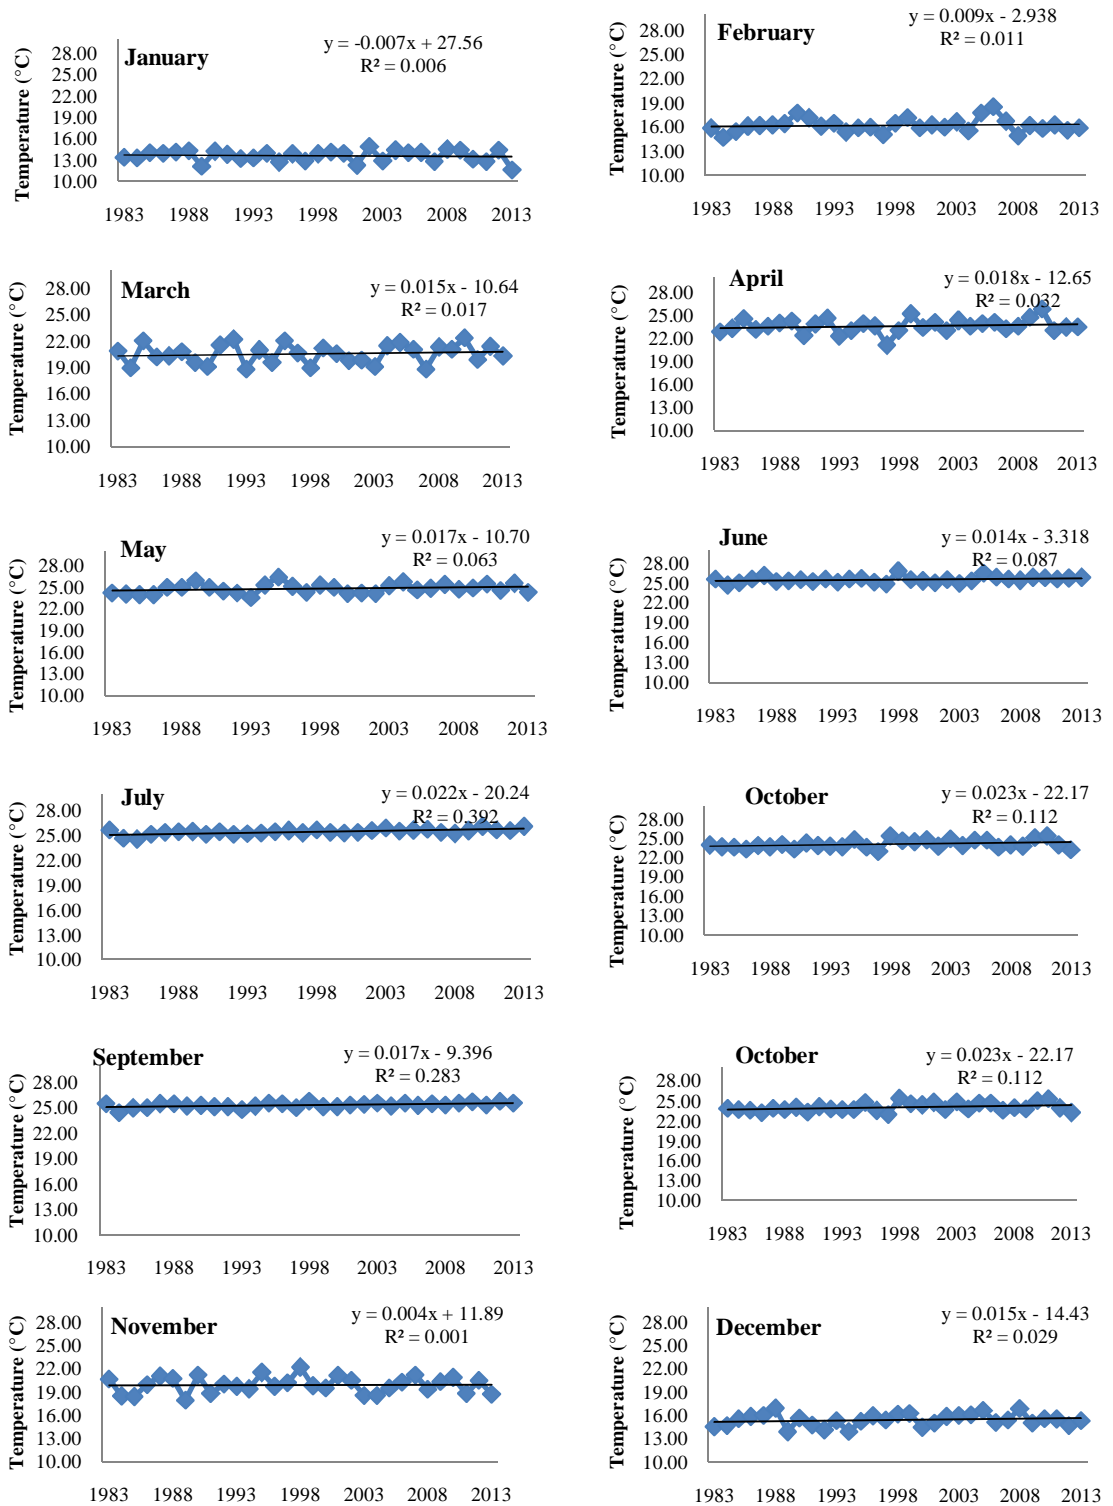 January
y = -0.007x + 27.56
R² = 0.006
Temperature (°C)
28.00
25.00
22.00
19.00
16.00
13.00
10.00
1983 1988 1993 1998 2003 2008 2013
February
y = 0.009x - 2.938
R² = 0.011
Temperature (°C)
28.00
22.00
19.00
16.00
13.00
10.00
1983 1988 1993 1998 2003 2008 2013
March
y = 0.015x - 10.64
R² = 0.017
Temperature (°C)
28.00
25.00
22.00
19.00
16.00
13.00
10.00
1983 1988 1993 1998 2003 2008 2013
April
y = 0.018x - 12.65
R² = 0.032
Temperature (°C)
28.00
25.00
22.00
19.00
16.00
13.00
10.00
1983 1988 1993 1998 2003 2008 2013
May
y = 0.017x - 10.70
R² = 0.063
Temperature (°C)
28.00
25.00
22.00
19.00
16.00
13.00
10.00
1983 1988 1993 1998 2003 2008 2013
June
y = 0.014x - 3.318
R² = 0.087
Temperature (°C)
28.00
25.00
22.00
19.00
16.00
13.00
10.00
1983 1988 1993 1998 2003 2008 2013
July
y = 0.022x - 20.24
R² = 0.392
Temperature (°C)
28.00
25.00
22.00
19.00
16.00
13.00
10.00
1983 1988 1993 1998 2003 2008 2013
October
y = 0.023x - 22.17
R² = 0.112
Temperature (°C)
28.00
25.00
22.00
19.00
16.00
13.00
10.00
1983 1988 1993 1998 2003 2008 2013
September
y = 0.017x - 9.396
R² = 0.283
Temperature (°C)
28.00
25.00
22.00
19.00
16.00
13.00
10.00
1983 1988 1993 1998 2003 2008 2013
October
y = 0.023x - 22.17
R² = 0.112
Temperature (°C)
28.00
25.00
22.00
19.00
16.00
13.00
10.00
1983 1988 1993 1998 2003 2008 2013
November
y = 0.004x + 11.89
R² = 0.001
Temperature (°C)
28.00
25.00
22.00
19.00
16.00
13.00
10.00
1983 1988 1993 1998 2003 2008 2013
December
y = 0.015x - 14.43
R² = 0.029
Temperature (°C)
28.00
25.00
22.00
19.00
16.00
13.00
10.00
1983 1988 1993 1998 2003 2008 2013